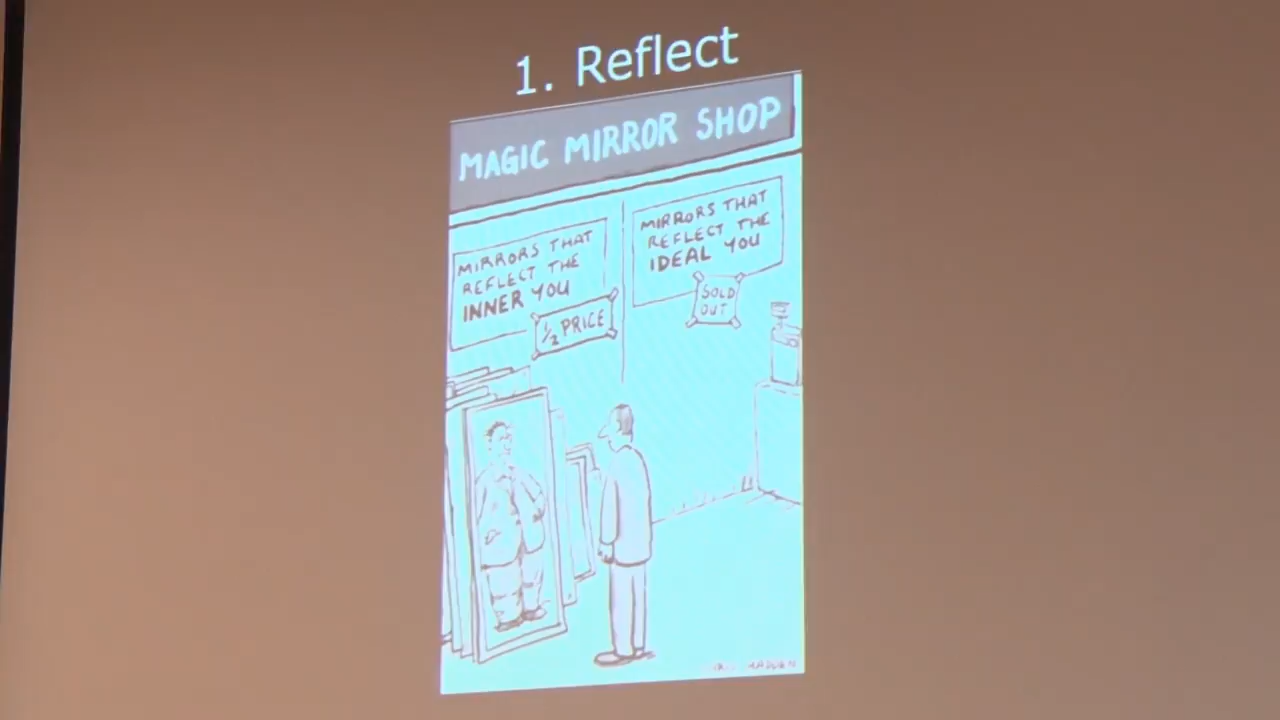 1. Reflect
MAGIC MIRROR SHOP
MIRRORS THAT
REFLECT THE
INNER YOU
1/2 PRICE
MIRRORS THAT
REFLECT THE
IDEAL YOU
SOLD
OUT
MADDEN